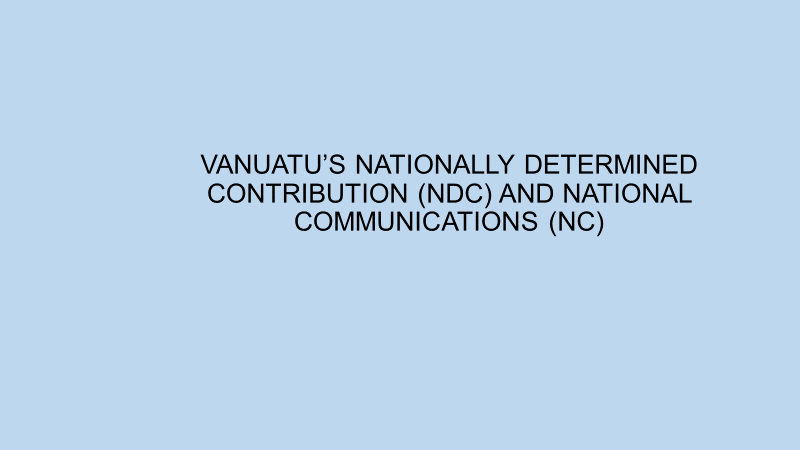 VANUATU’S NATIONALLY DETERMINED
CONTRIBUTION (NDC) AND NATIONAL
COMMUNICATIONS (NC)